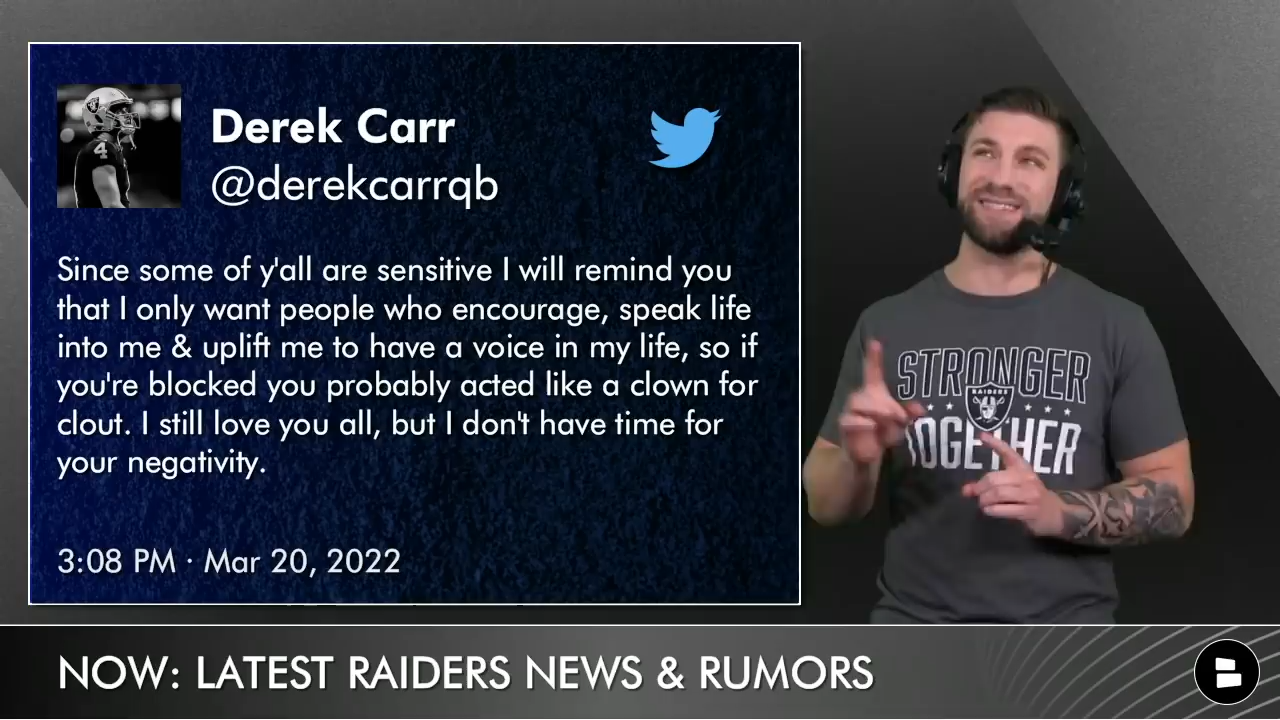 Derek Carr
@derekcarrqb
Since some of y'all are sensitive I will remind you
that I only want people who encourage, speak life
into me & uplift me to have a voice in my life, so if
you're blocked you probably acted like a clown for
clout. I still love you all, but I don't have time for
your negativity.
3:08 PM · Mar 20, 2022
4
STRONGER
RAIDERS
TOGETHER
NOW: LATEST RAIDERS NEWS & RUMORS